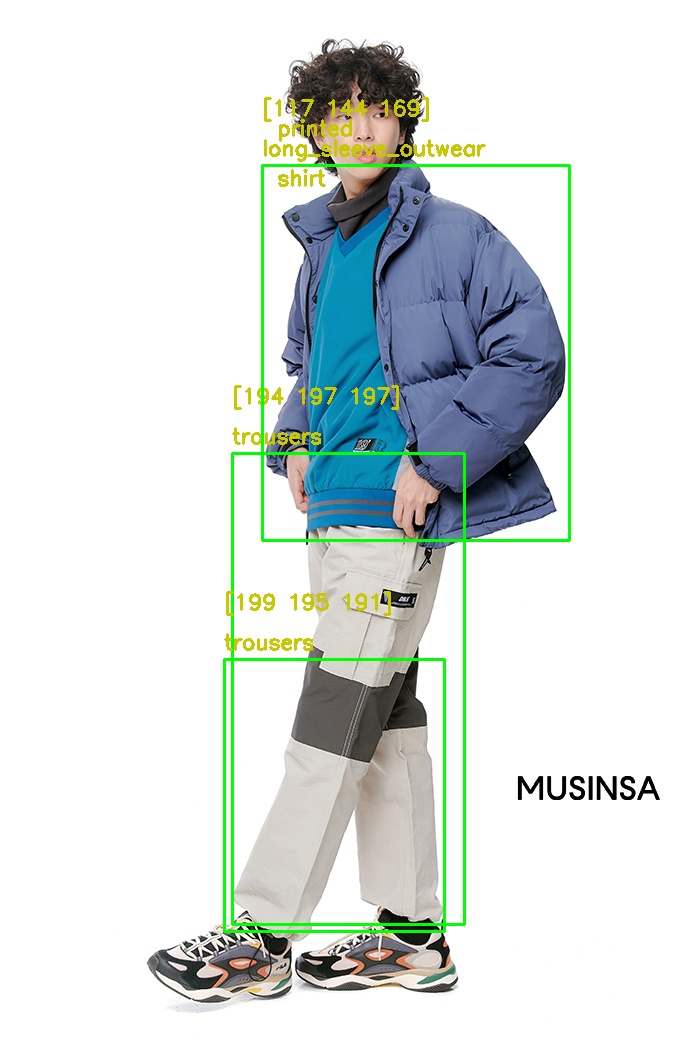 [117 144 169]
printed
long_sleeve_outwear
shirt
[194 197 197]
trousers
[199 195 191]
trousers
MUSINSA